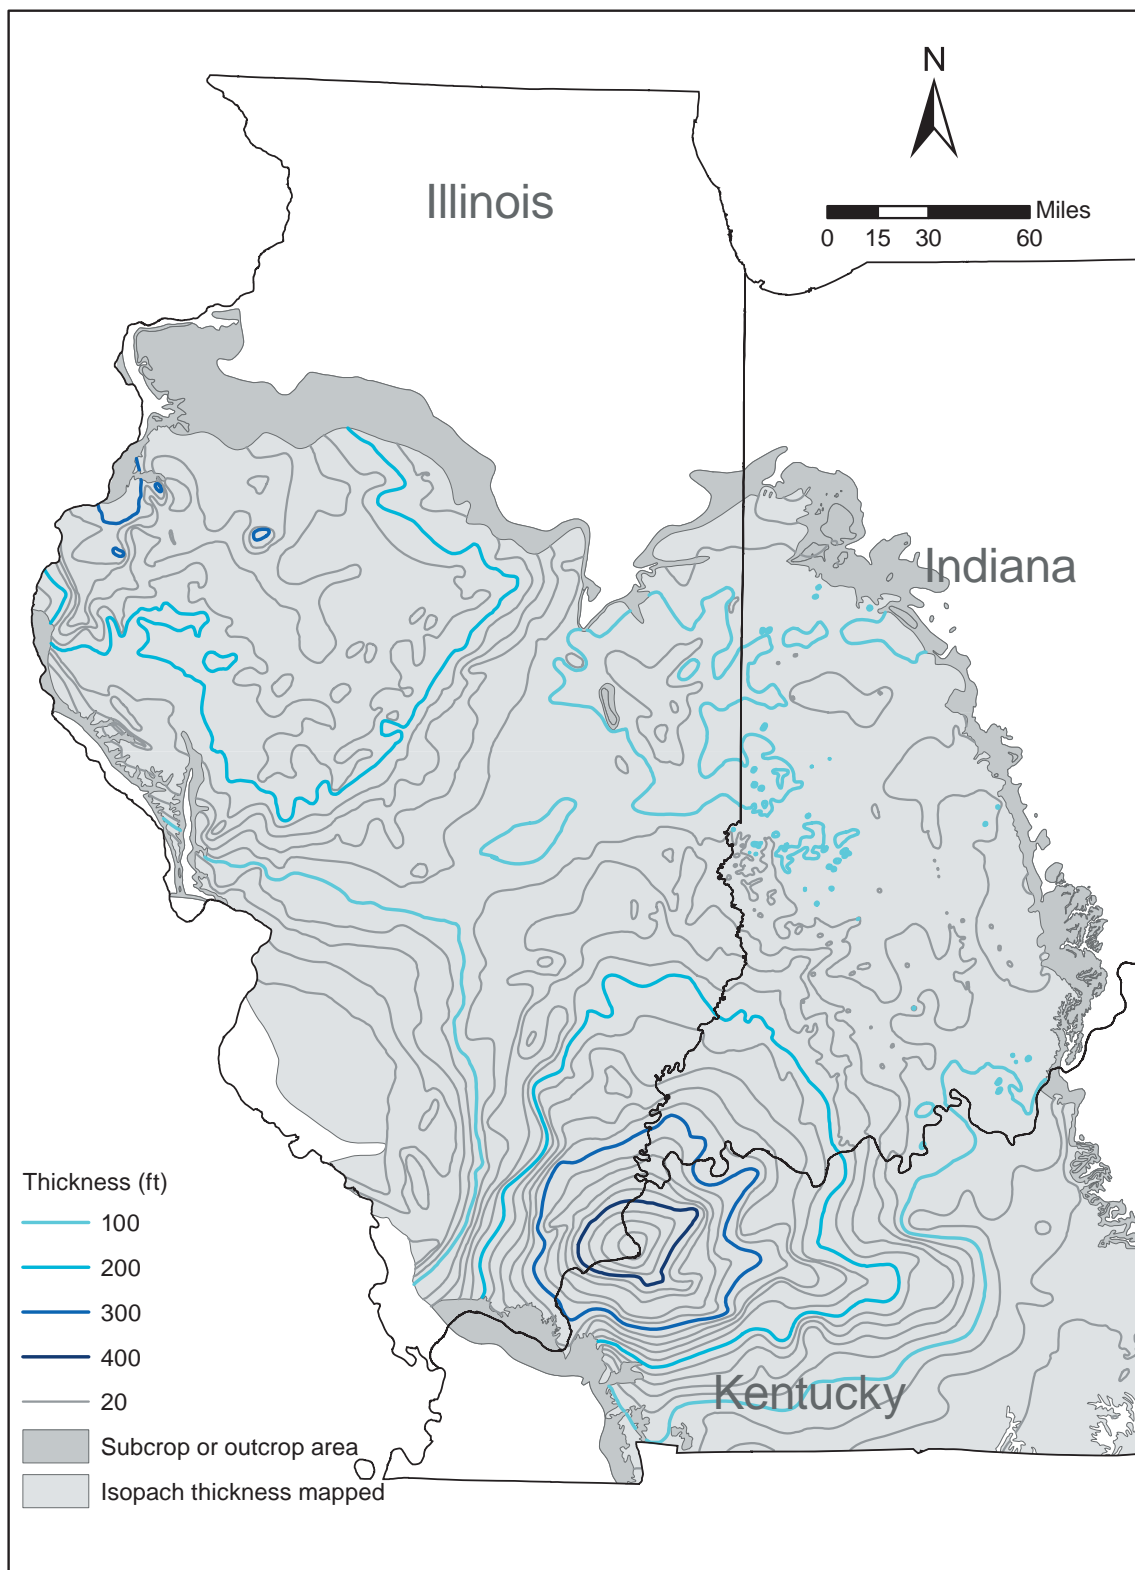 N
Illinois
Miles
0 15 30 60
Indiana
Thickness (ft)
100
200
300
400
20
Kentucky
Subcrop or outcrop area
Isopach thickness mapped